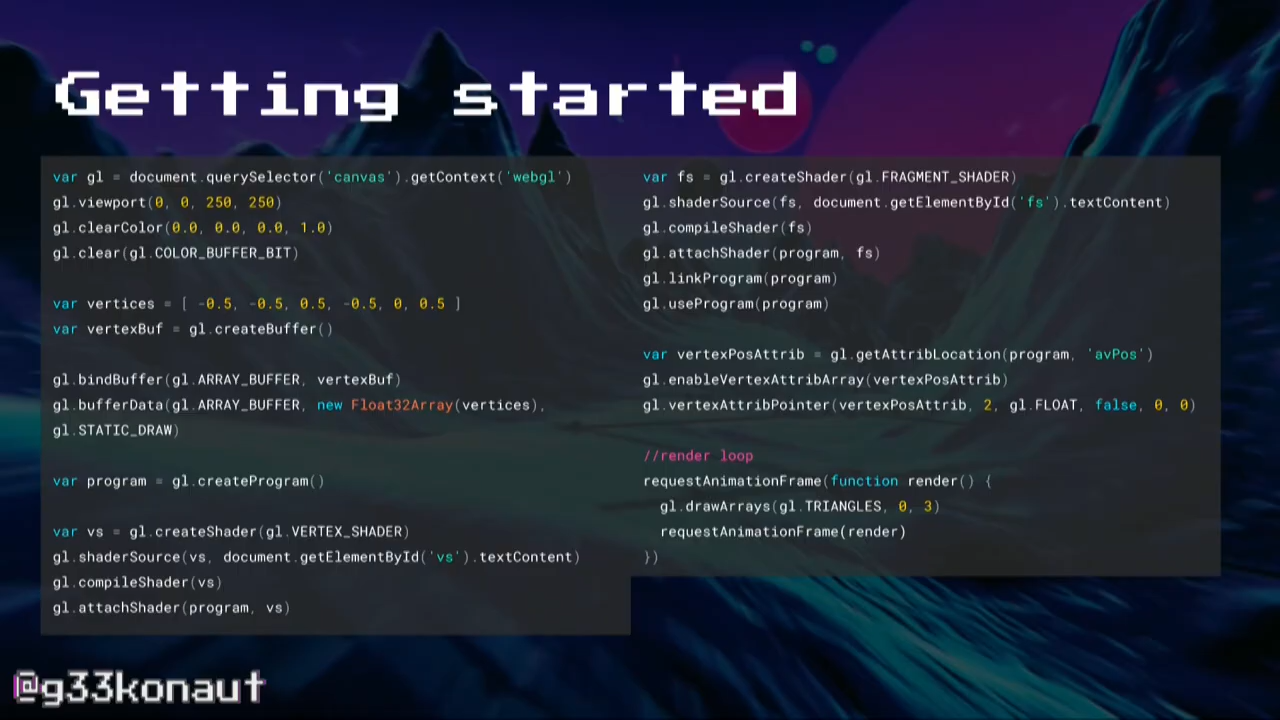 Getting started
var gl = document.querySelector('canvas').getContext('webgl')
gl.viewport(0, 0, 250, 250)
gl.clearColor(0.0, 0.0, 0.0, 1.0)
gl.clear(gl.COLOR_BUFFER_BIT)
var vertices = [ -0.5, -0.5, 0.5, -0.5, 0, 0.5 ]
var vertexBuf = gl.createBuffer()
gl.bindBuffer(gl.ARRAY_BUFFER, vertexBuf)
gl.bufferData(gl.ARRAY_BUFFER, new Float32Array(vertices),
gl.STATIC_DRAW)
var program = gl.createProgram()
var vs = gl.createShader(gl.VERTEX_SHADER)
gl.shaderSource(vs, document.getElementById('vs').textContent)
gl.compileShader(vs)
gl.attachShader(program, vs)
var fs = gl.createShader(gl.FRAGMENT_SHADER)
gl.shaderSource(fs, document.getElementById('fs').textContent)
gl.compileShader(fs)
gl.attachShader(program, fs)
gl.linkProgram(program)
gl.useProgram(program)
var vertexPosAttrib = gl.getAttribLocation(program, 'avPos')
gl.enableVertexAttribArray(vertexPosAttrib)
gl.vertexAttribPointer(vertexPosAttrib, 2, gl.FLOAT, false, 0, 0)
//render loop
requestAnimationFrame(function render() {
  gl.drawArrays(gl.TRIANGLES, 0, 3)
  requestAnimationFrame(render)
})
@g33konaut